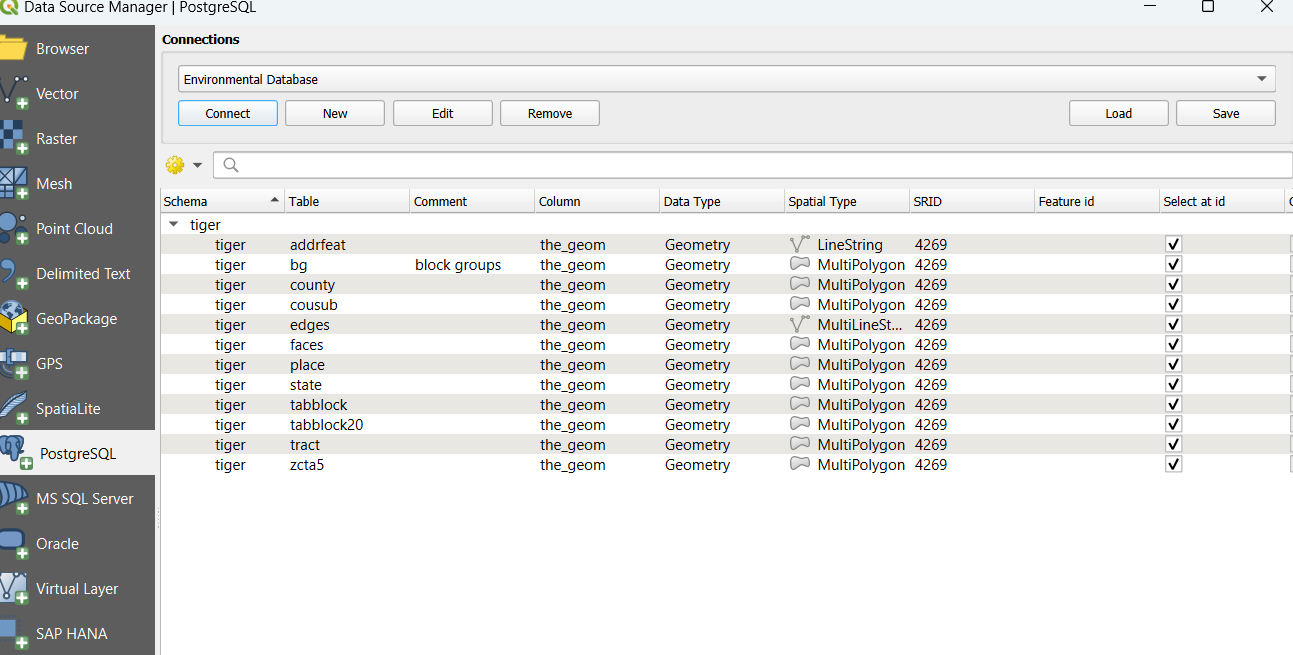 Data Source Manager | PostgreSQL
Browser
Vector
Raster
Mesh
Point Cloud
Delimited Text
GeoPackage
GPS
SpatiaLite
PostgreSQL
MS SQL Server
Oracle
Virtual Layer
SAP HANA
Connections
Environmental Database
Connect New Edit Remove Load Save
Schema Table Comment Column Data Type Spatial Type SRID Feature id Select at id
tiger
tiger addrfeat the_geom Geometry LineString 4269
tiger bg block groups the_geom Geometry MultiPolygon 4269
tiger county the_geom Geometry MultiPolygon 4269
tiger cousub the_geom Geometry MultiPolygon 4269
tiger edges the_geom Geometry MultiLineSt... 4269
tiger faces the_geom Geometry MultiPolygon 4269
tiger place the_geom Geometry MultiPolygon 4269
tiger state the_geom Geometry MultiPolygon 4269
tiger tabblock the_geom Geometry MultiPolygon 4269
tiger tabblock20 the_geom Geometry MultiPolygon 4269
tiger tract the_geom Geometry MultiPolygon 4269
tiger zcta5 the_geom Geometry MultiPolygon 4269